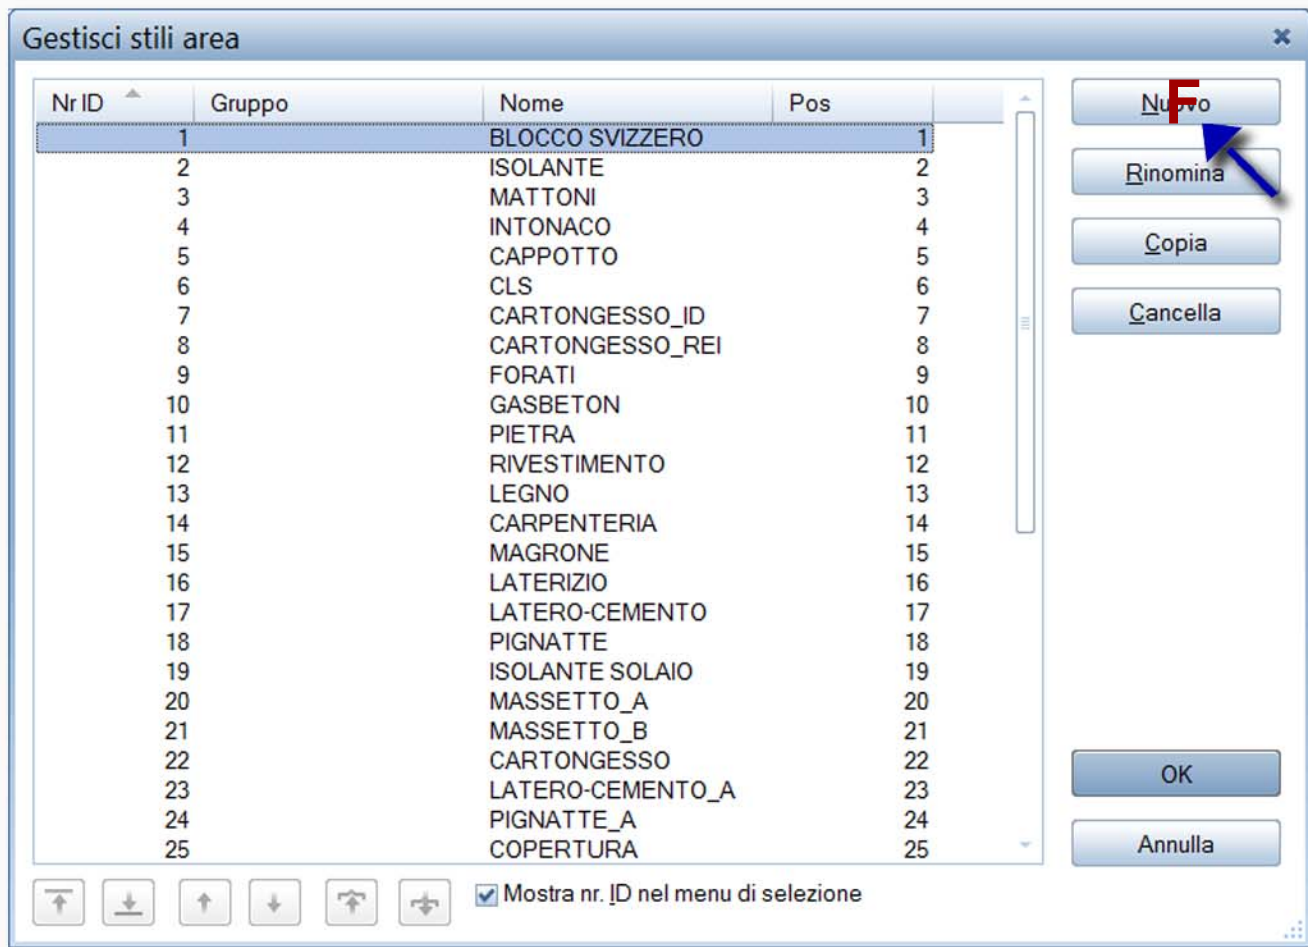 Gestisci stili area
Nr ID Gruppo Nome Pos
1 BLOCCO SVIZZERO 1
2 ISOLANTE 2
3 MATTONI 3
4 INTONACO 4
5 CAPPOTTO 5
6 CLS 6
7 CARTONGESSO_ID 7
8 CARTONGESSO_REI 8
9 FORATI 9
10 GASBETON 10
11 PIETRA 11
12 RIVESTIMENTO 12
13 LEGNO 13
14 CARPENTERIA 14
15 MAGRONE 15
16 LATERIZIO 16
17 LATERO-CEMENTO 17
18 PIGNATTE 18
19 ISOLANTE SOLAIO 19
20 MASSETTO_A 20
21 MASSETTO_B 21
22 CARTONGESSO 22
23 LATERO-CEMENTO_A 23
24 PIGNATTE_A 24
25 COPERTURA 25
Nuovo
F
Rinomina
Copia
Cancella
OK
Annulla
Mostra nr. ID nel menu di selezione